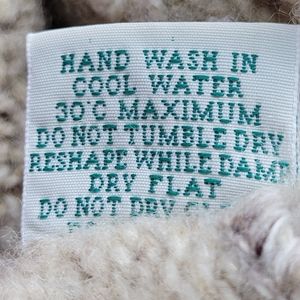 HAND WASH IN
COOL WATER
30°C MAXIMUM
DO NOT TUMBLE DRY
RESHAPE WHILE DAMP
DRY FLAT
DO NOT DRY